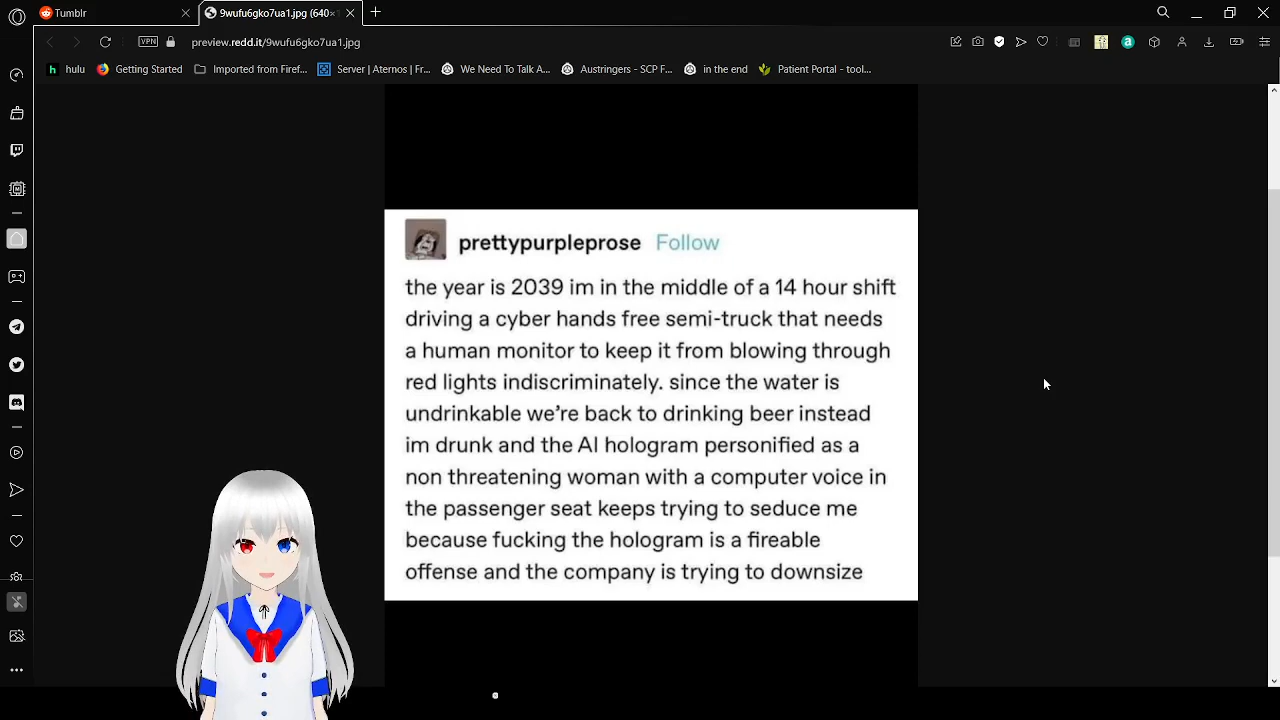 Tumblr
9wufu6gko7ua1.jpg (640×
VPN
preview.redd.it/9wufu6gko7ua1.jpg
hulu
Getting Started
Imported from Firef...
Server | Aternos | Fr...
We Need To Talk A...
Austringers - SCP F...
in the end
Patient Portal - tool...
prettypurpleprose Follow
the year is 2039 im in the middle of a 14 hour shift
driving a cyber hands free semi-truck that needs
a human monitor to keep it from blowing through
red lights indiscriminately. since the water is
undrinkable we’re back to drinking beer instead
im drunk and the AI hologram personified as a
non threatening woman with a computer voice in
the passenger seat keeps trying to seduce me
because fucking the hologram is a fireable
offense and the company is trying to downsize